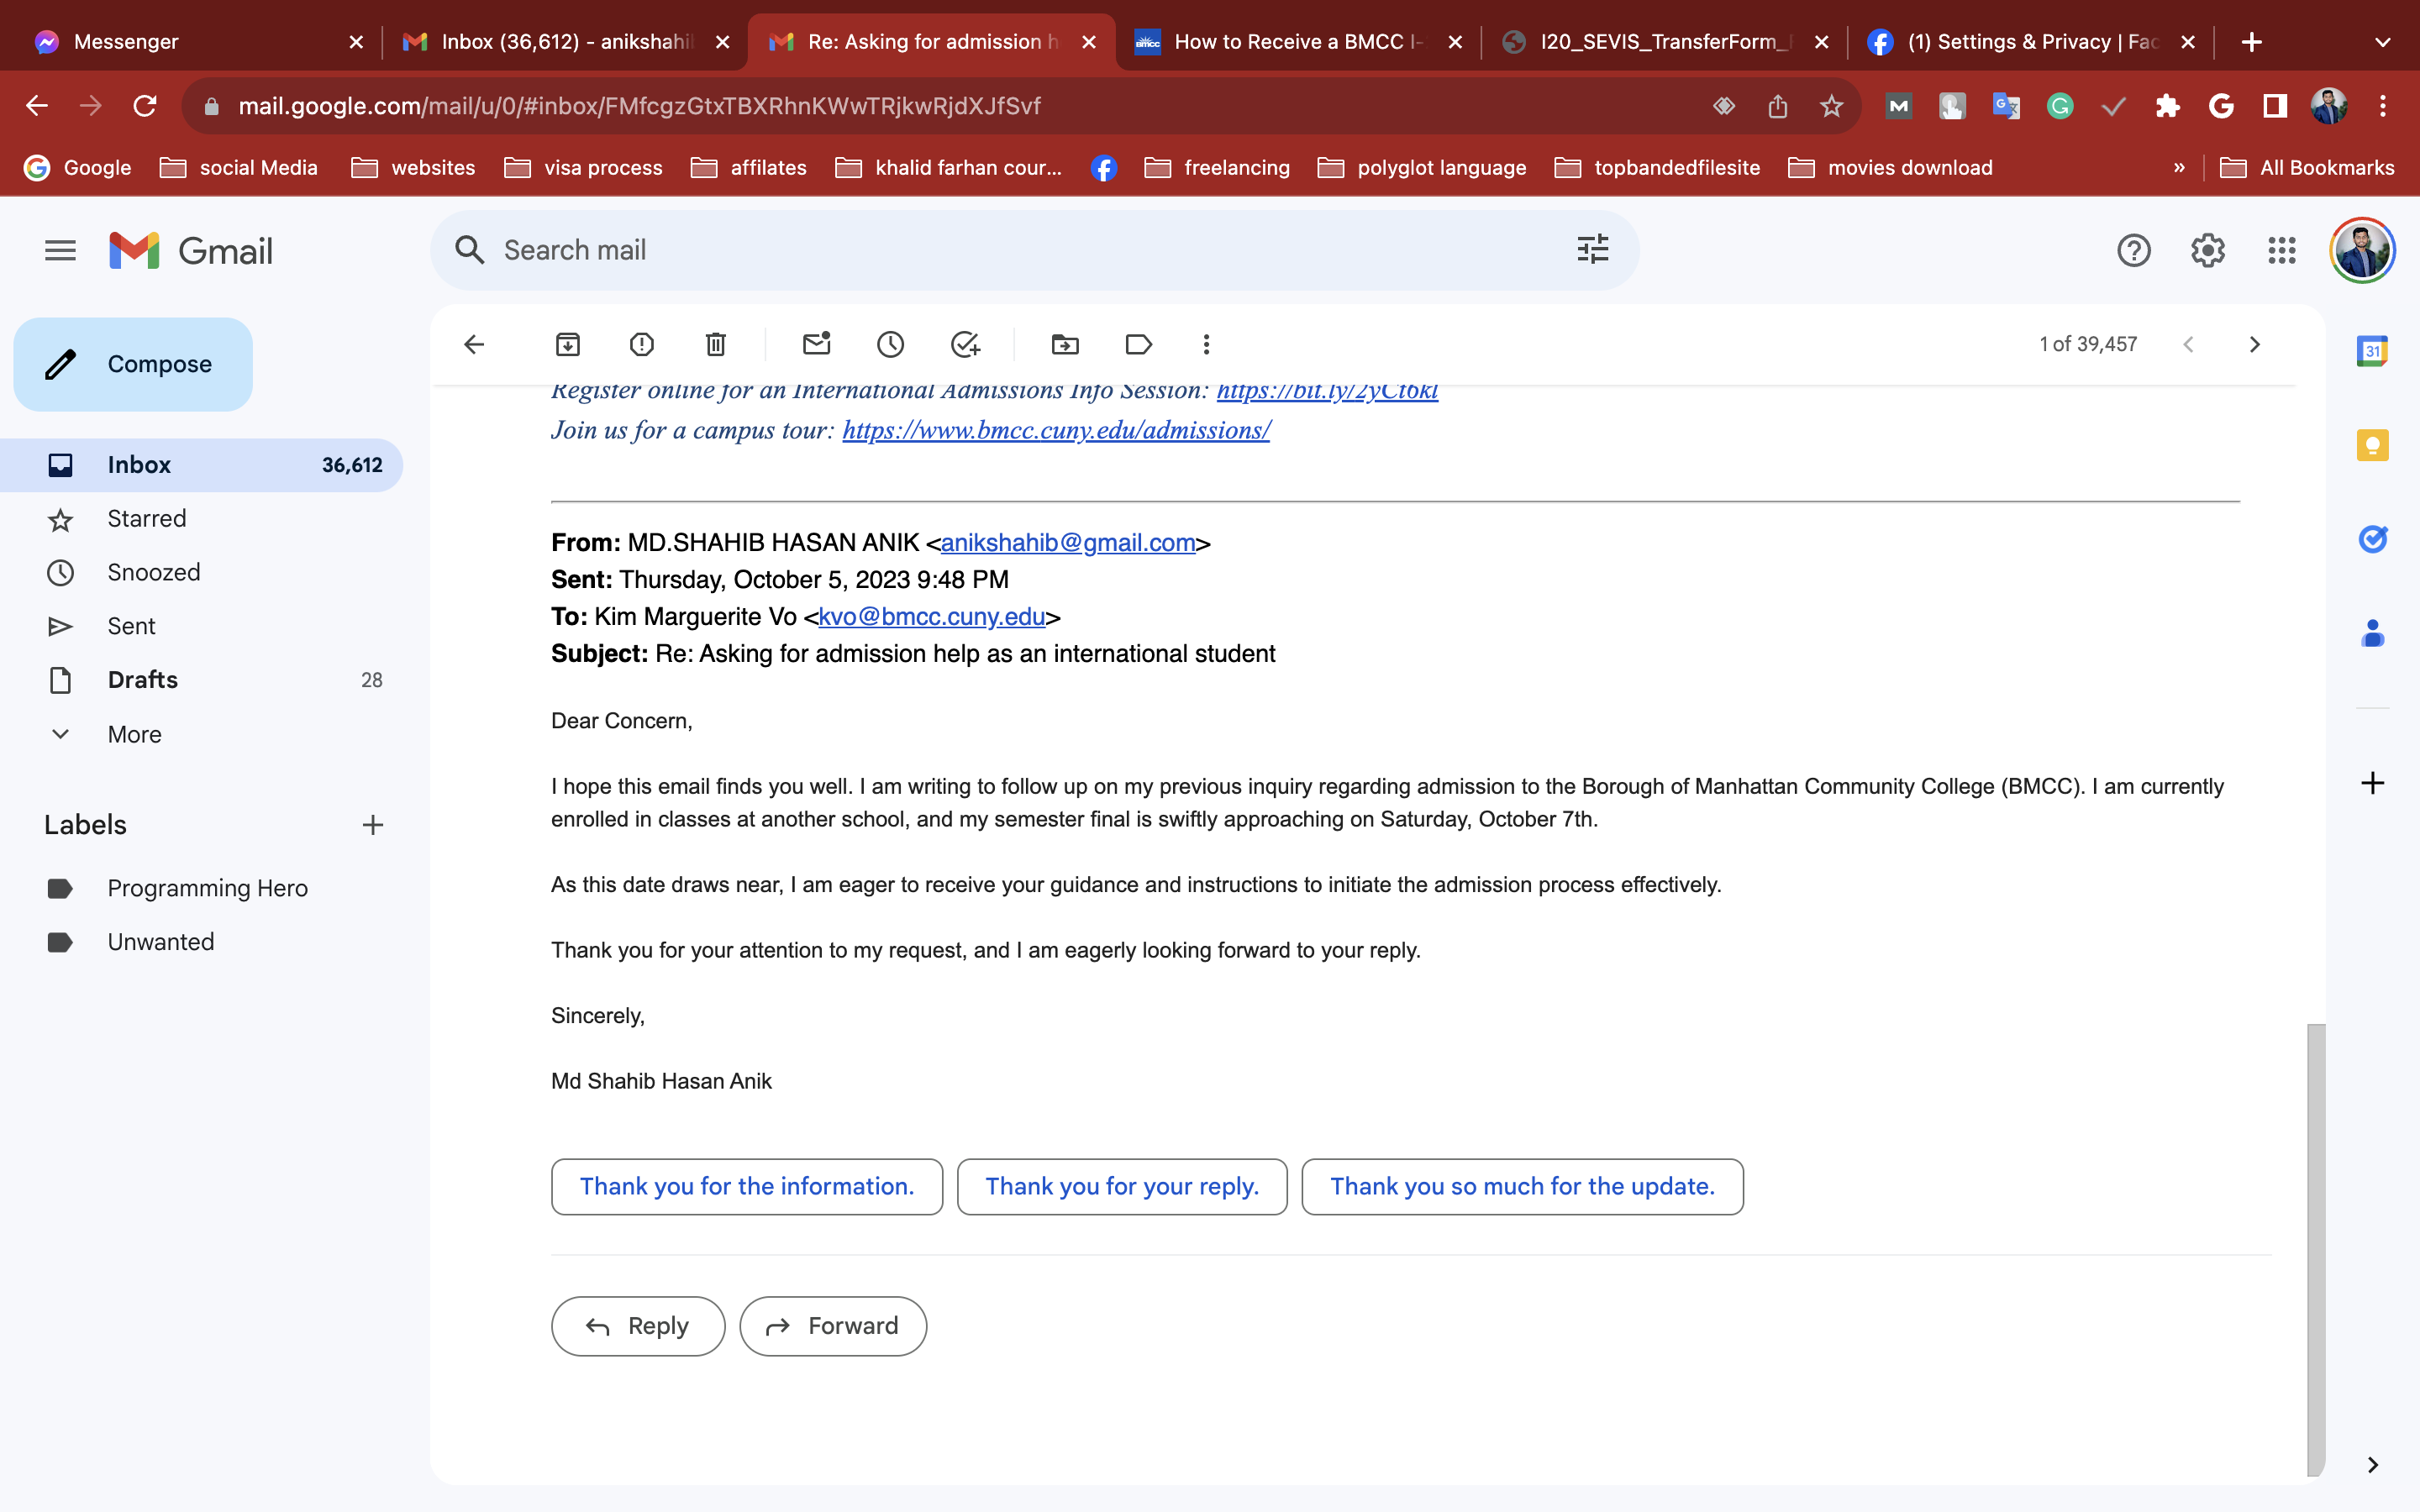 Messenger
Inbox (36,612) - anikshahi
Re: Asking for admission h
How to Receive a BMCC I-
I20_SEVIS_TransferForm_
(1) Settings & Privacy | Fac
mail.google.com/mail/u/0/#inbox/FMfcgzGtxTBXRhnKWwTRjkwRjdXJfSvf
Google
social Media
websites
visa process
affilates
khalid farhan cour...
freelancing
polyglot language
topbandedfilesite
movies download
»
All Bookmarks
Gmail
Search mail
Compose
1 of 39,457
Inbox 36,612
Starred
Snoozed
Sent
Drafts 28
More
Labels
Programming Hero
Unwanted
Register online for an International Admissions Info Session: https://bit.ly/2yCt6kl
Join us for a campus tour: https://www.bmcc.cuny.edu/admissions/
From: MD.SHAHIB HASAN ANIK <anikshahib@gmail.com>
Sent: Thursday, October 5, 2023 9:48 PM
To: Kim Marguerite Vo <kvo@bmcc.cuny.edu>
Subject: Re: Asking for admission help as an international student
Dear Concern,
I hope this email finds you well. I am writing to follow up on my previous inquiry regarding admission to the Borough of Manhattan Community College (BMCC). I am currently
enrolled in classes at another school, and my semester final is swiftly approaching on Saturday, October 7th.
As this date draws near, I am eager to receive your guidance and instructions to initiate the admission process effectively.
Thank you for your attention to my request, and I am eagerly looking forward to your reply.
Sincerely,
Md Shahib Hasan Anik
Thank you for the information.
Thank you for your reply.
Thank you so much for the update.
Reply
Forward
31